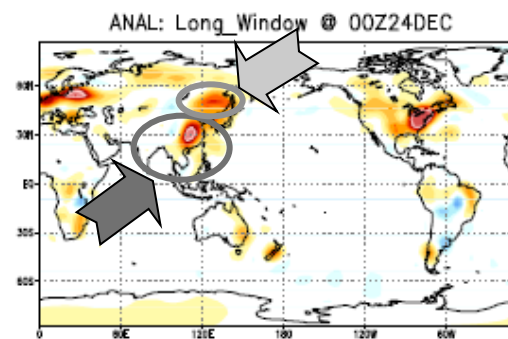 ANAL: Long_Window @ 00Z24DEC
60N
30N
EQ
30S
60S
0 60E 120E 180 120W 60W